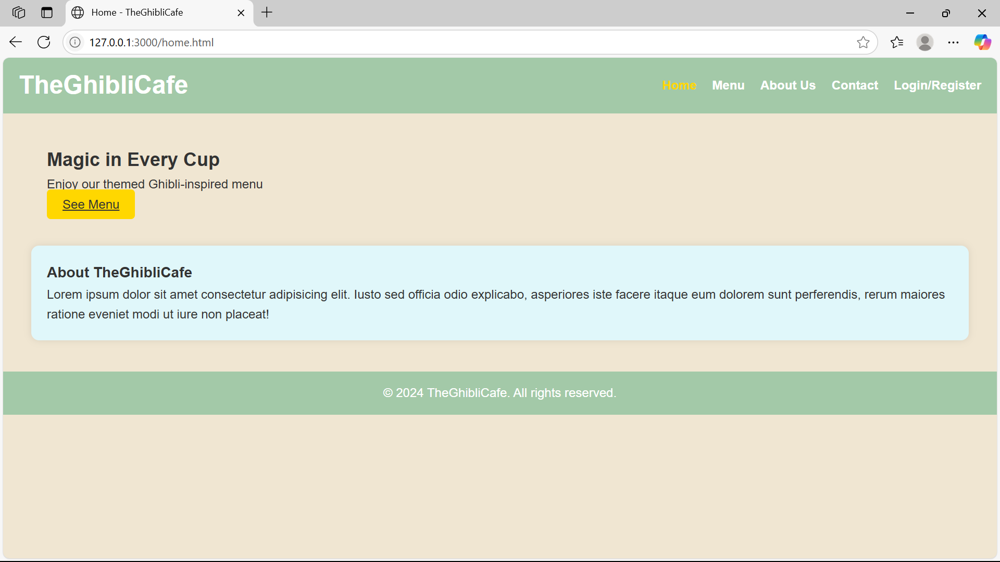 Home - TheGhibliCafe
127.0.0.1:3000/home.html
TheGhibliCafe
Home Menu About Us Contact Login/Register
Magic in Every Cup
Enjoy our themed Ghibli-inspired menu
See Menu
About TheGhibliCafe
Lorem ipsum dolor sit amet consectetur adipisicing elit. Iusto sed officia odio explicabo, asperiores iste facere itaque eum dolorem sunt perferendis, rerum maiores
ratione eveniet modi ut iure non placeat!
© 2024 TheGhibliCafe. All rights reserved.